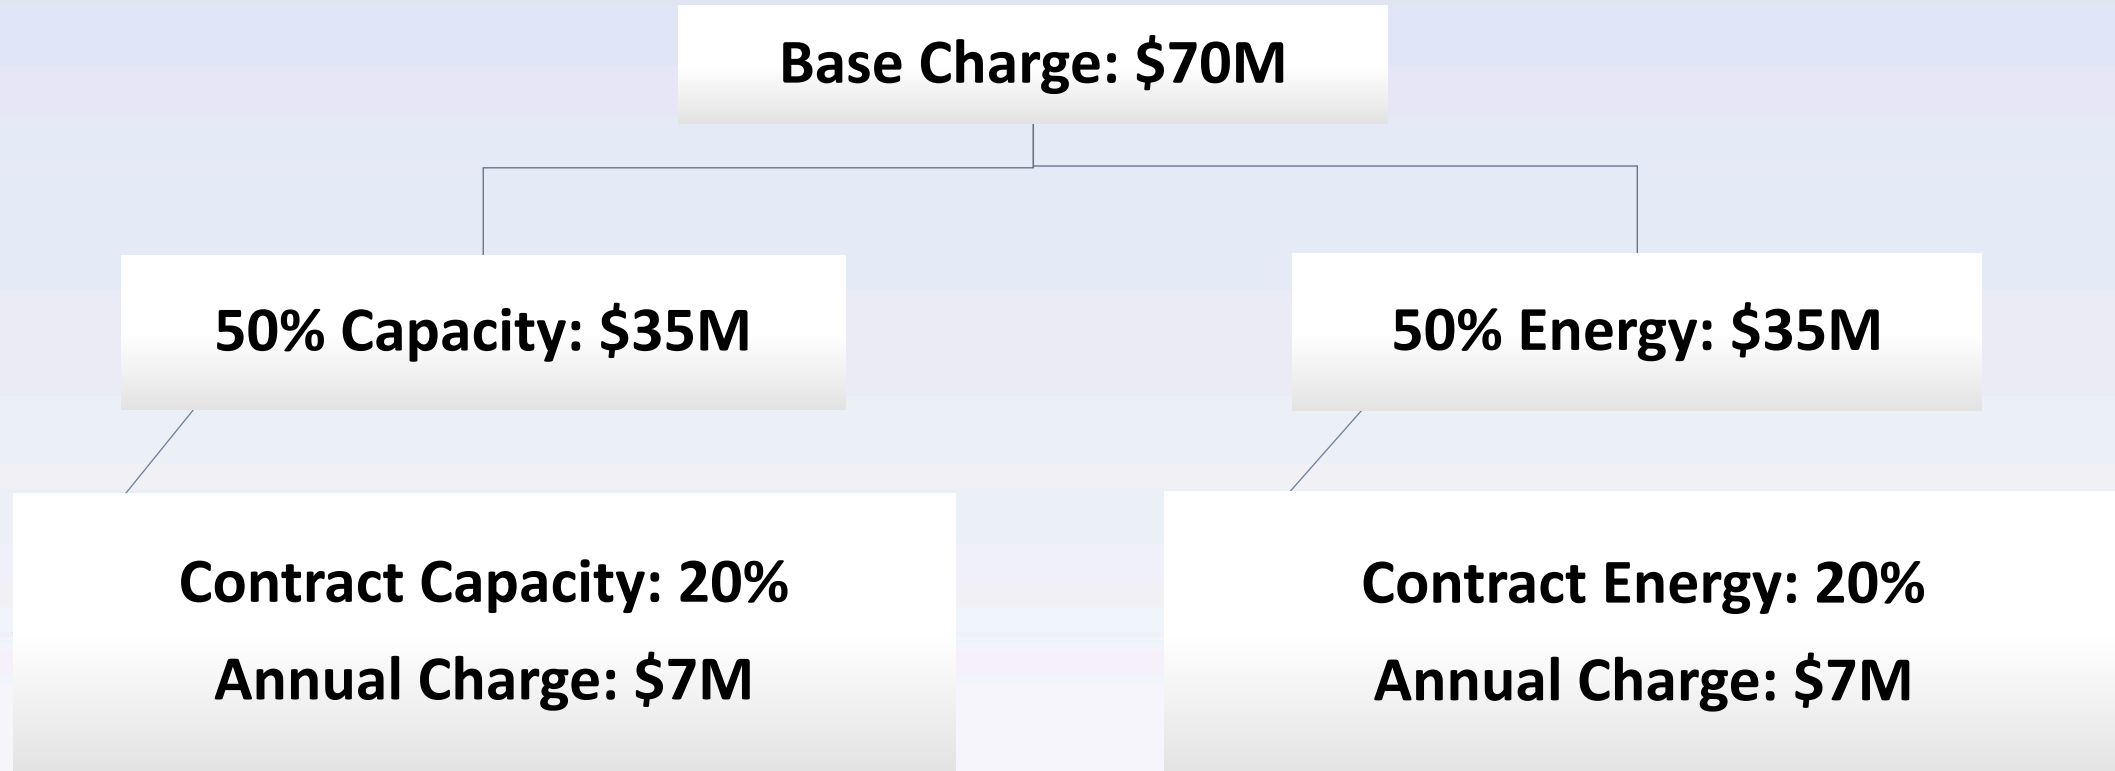 Base Charge: $70M
50% Capacity: $35M
50% Energy: $35M
Contract Capacity: 20%
Annual Charge: $7M
Contract Energy: 20%
Annual Charge: $7M